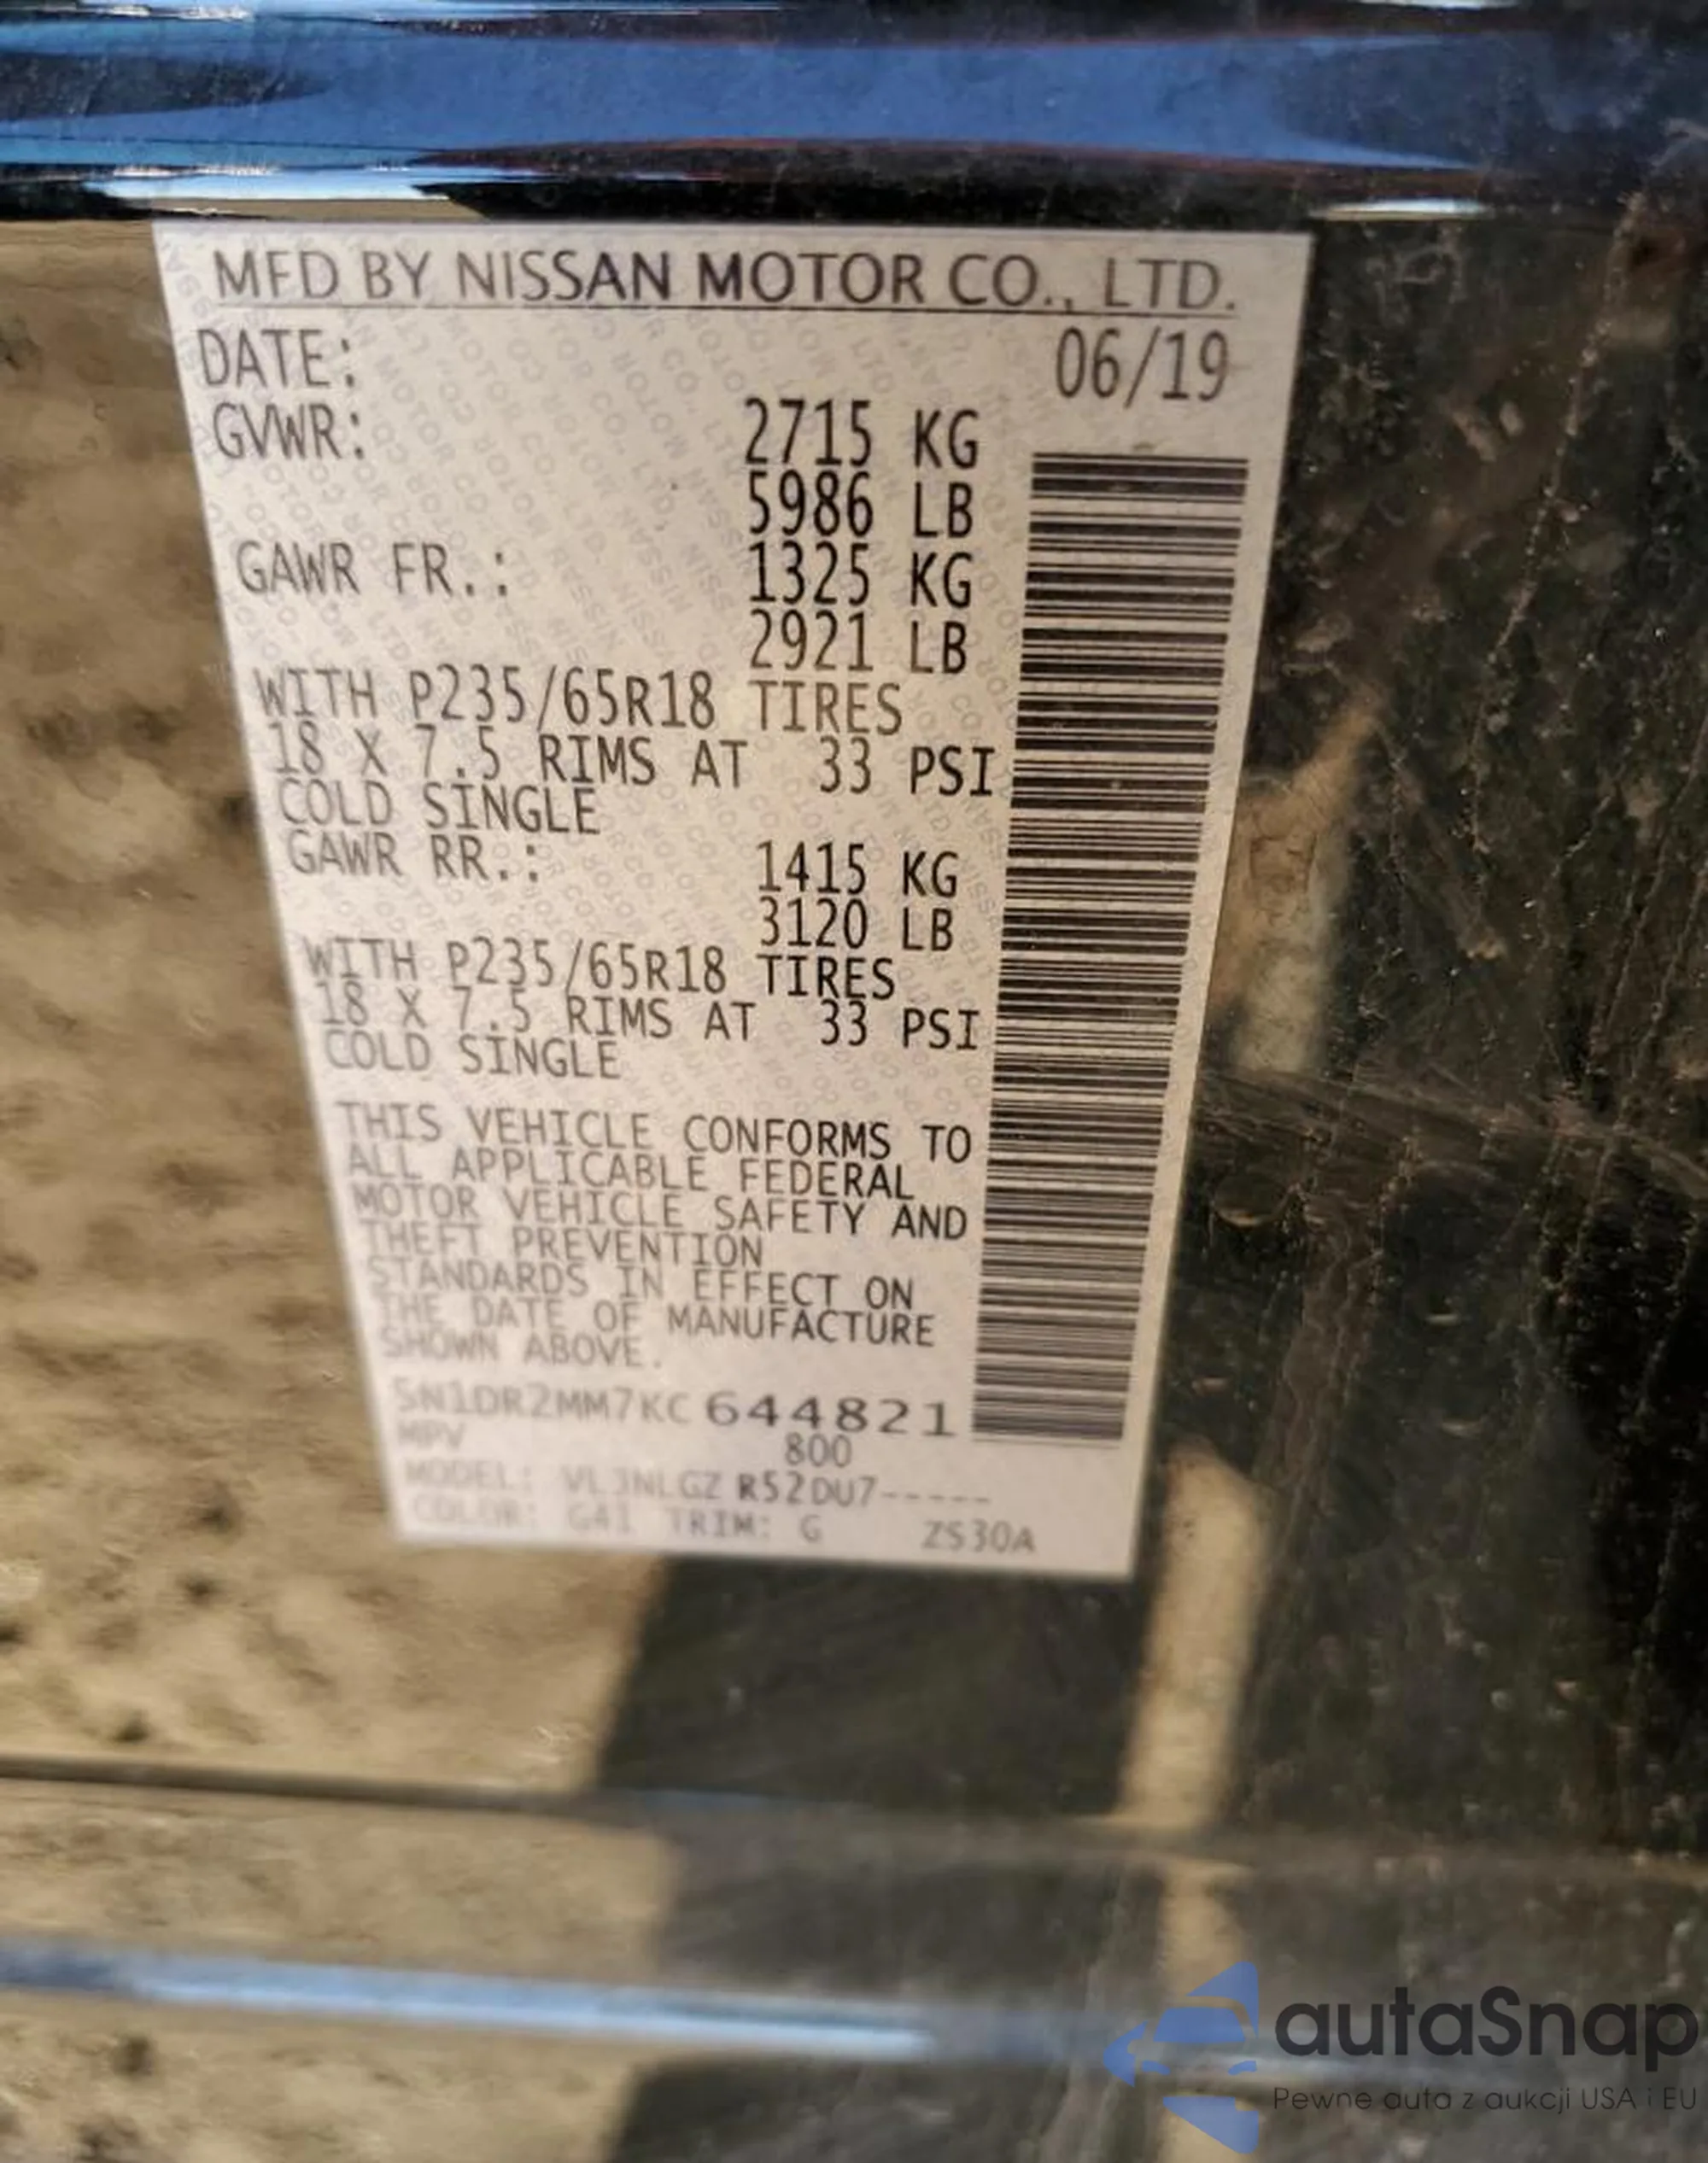 MFD BY NISSAN MOTOR CO., LTD.
DATE: 06/19
GVWR: 2715 KG
5986 LB
GAWR FR.: 1325 KG
2921 LB
WITH P235/65R18 TIRES
18 X 7.5 RIMS AT 33 PSI
COLD SINGLE
GAWR RR.: 1415 KG
3120 LB
WITH P235/65R18 TIRES
18 X 7.5 RIMS AT 33 PSI
COLD SINGLE
THIS VEHICLE CONFORMS TO
ALL APPLICABLE FEDERAL
MOTOR VEHICLE SAFETY AND
THEFT PREVENTION
STANDARDS IN EFFECT ON
THE DATE OF MANUFACTURE
SHOWN ABOVE.
5N1DR2MM7KC644821
MPV 800
MODEL: VLJNLGZ R52DU7-----
COLOR: G41 TRIM: G ZS30A
autaSnap
Pewne auta z aukcji USA i EU